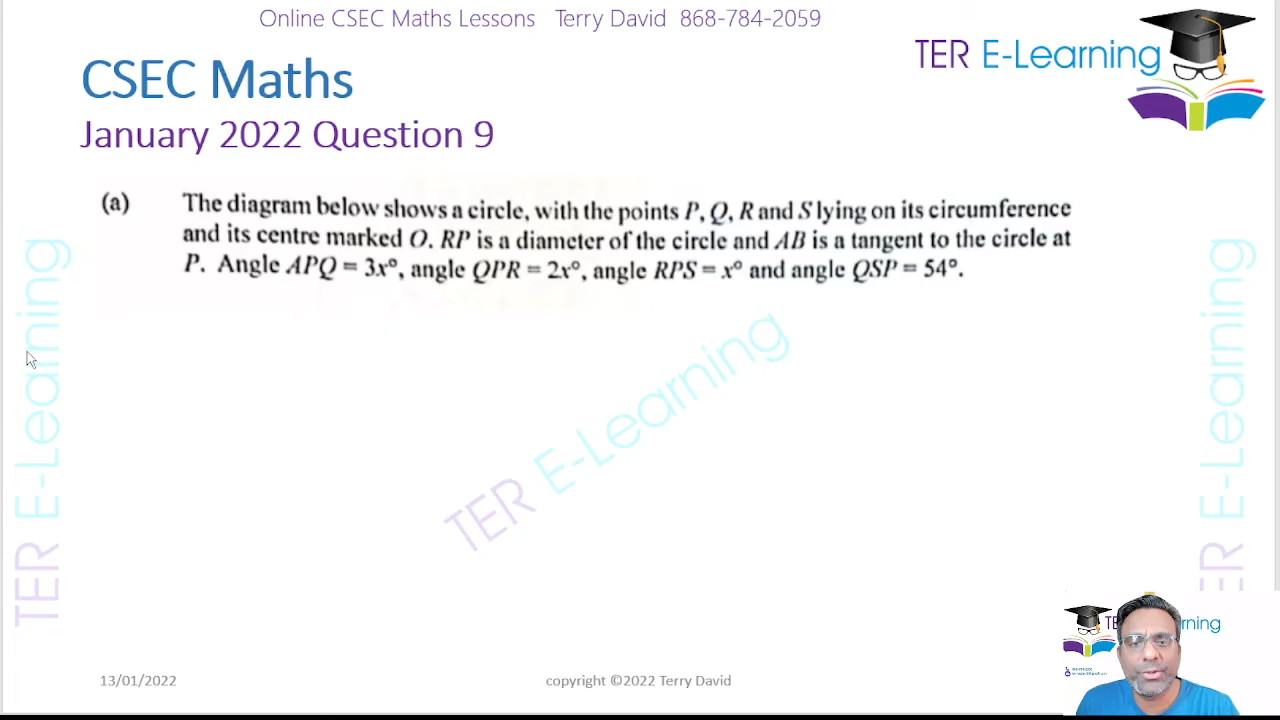 Online CSEC Maths Lessons Terry David 868-784-2059
TER E-Learning
CSEC Maths
January 2022 Question 9
(a) The diagram below shows a circle, with the points P, Q, R and S lying on its circumference
and its centre marked O. RP is a diameter of the circle and AB is a tangent to the circle at
P. Angle APQ = 3x°, angle QPR = 2x°, angle RPS = x° and angle QSP = 54°.
TER E-Learning
TER E-Learning
ER E-Learning
TE rning
13/01/2022
copyright ©2022 Terry David